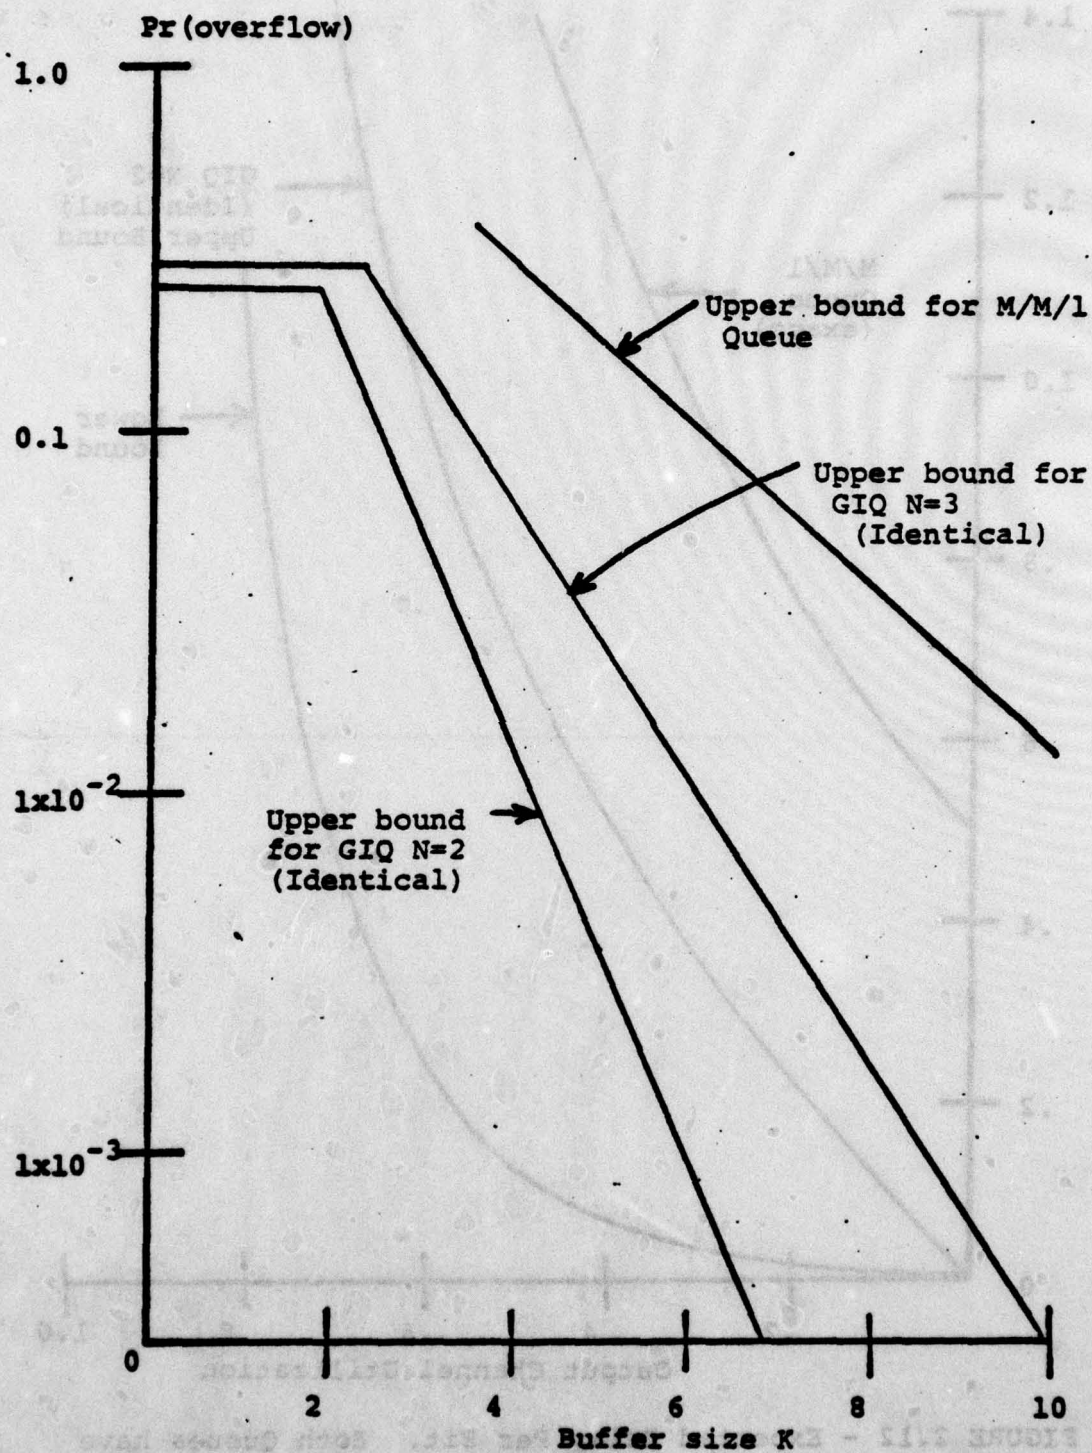 Pr(overflow)
1.0
Upper bound for M/M/1
Queue
0.1
Upper bound for
GIQ N=3
(Identical)
1x10⁻²
Upper bound
for GIQ N=2
(Identical)
1x10⁻³
0
2
4
6
8
10
Buffer size K